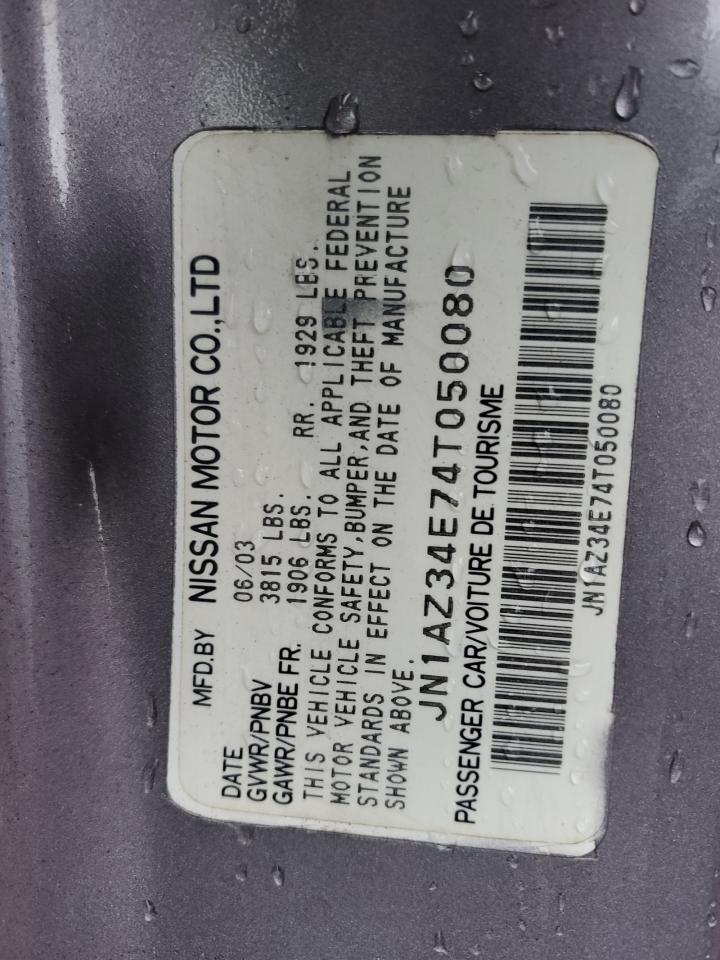 MFD.BY NISSAN MOTOR CO.,LTD
DATE 06/03
GVWR/PNBV 3815 LBS.
GAWR/PNBE FR. 1906 LBS. RR. 1929 LBS.
THIS VEHICLE CONFORMS TO ALL APPLICABLE FEDERAL
MOTOR VEHICLE SAFETY,BUMPER,AND THEFT PREVENTION
STANDARDS IN EFFECT ON THE DATE OF MANUFACTURE
SHOWN ABOVE.
JN1AZ34E74T050080
PASSENGER CAR/VOITURE DE TOURISME
JN1AZ34E74T050080